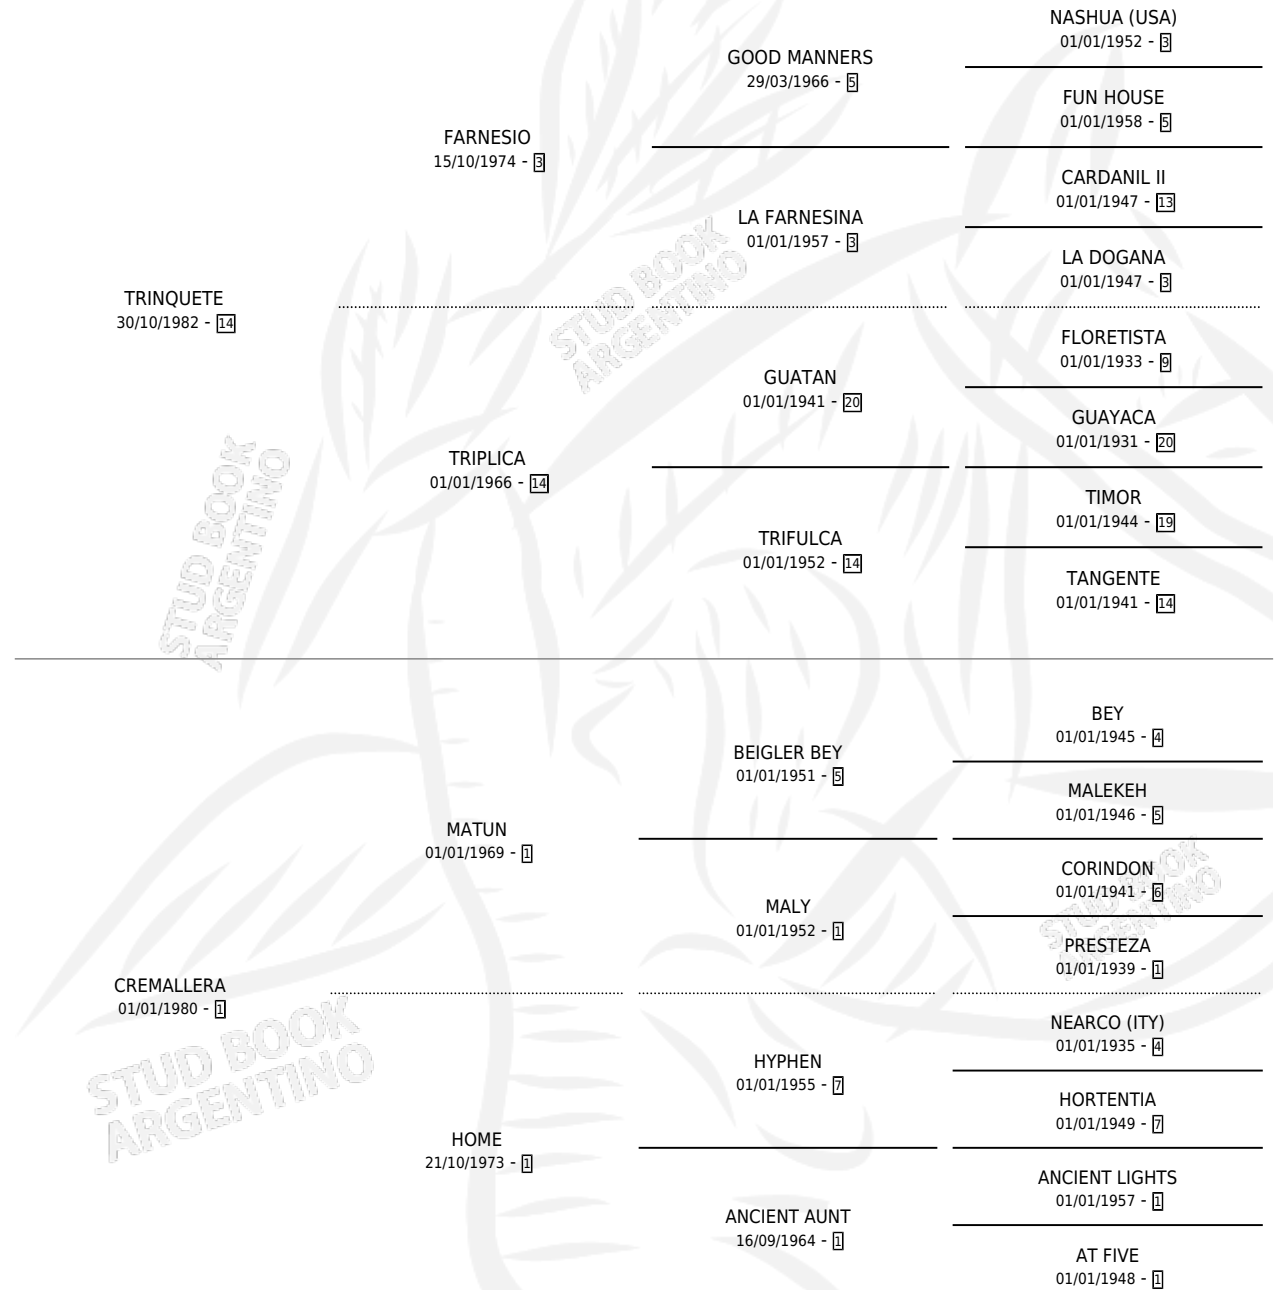 NASHUA (USA)
01/01/1952 - 3
GOOD MANNERS
29/03/1966 - 5
FUN HOUSE
01/01/1958 - 5
FARNESIO
15/10/1974 - 3
CARDANIL II
01/01/1947 - 13
LA FARNESINA
01/01/1957 - 3
LA DOGANA
01/01/1947 - 3
TRINQUETE
30/10/1982 - 14
FLORETISTA
01/01/1933 - 9
GUATAN
01/01/1941 - 20
GUAYACA
01/01/1931 - 20
TRIPLICA
01/01/1966 - 14
TIMOR
01/01/1944 - 19
TRIFULCA
01/01/1952 - 14
TANGENTE
01/01/1941 - 14
BEY
01/01/1945 - 4
BEIGLER BEY
01/01/1951 - 5
MALEKEH
01/01/1946 - 5
MATUN
01/01/1969 - 1
CORINDON
01/01/1941 - 6
MALY
01/01/1952 - 1
PRESTEZA
01/01/1939 - 1
CREMALLERA
01/01/1980 - 1
NEARCO (ITY)
01/01/1935 - 4
HYPHEN
01/01/1955 - 7
HORTENTIA
01/01/1949 - 7
HOME
21/10/1973 - 1
ANCIENT LIGHTS
01/01/1957 - 1
ANCIENT AUNT
16/09/1964 - 1
AT FIVE
01/01/1948 - 1
STUD BOOK
ARGENTINO
STUD BOOK
ARGENTINO
STUD BOOK
ARGENTINO
STUD BOOK
ARGENTINO